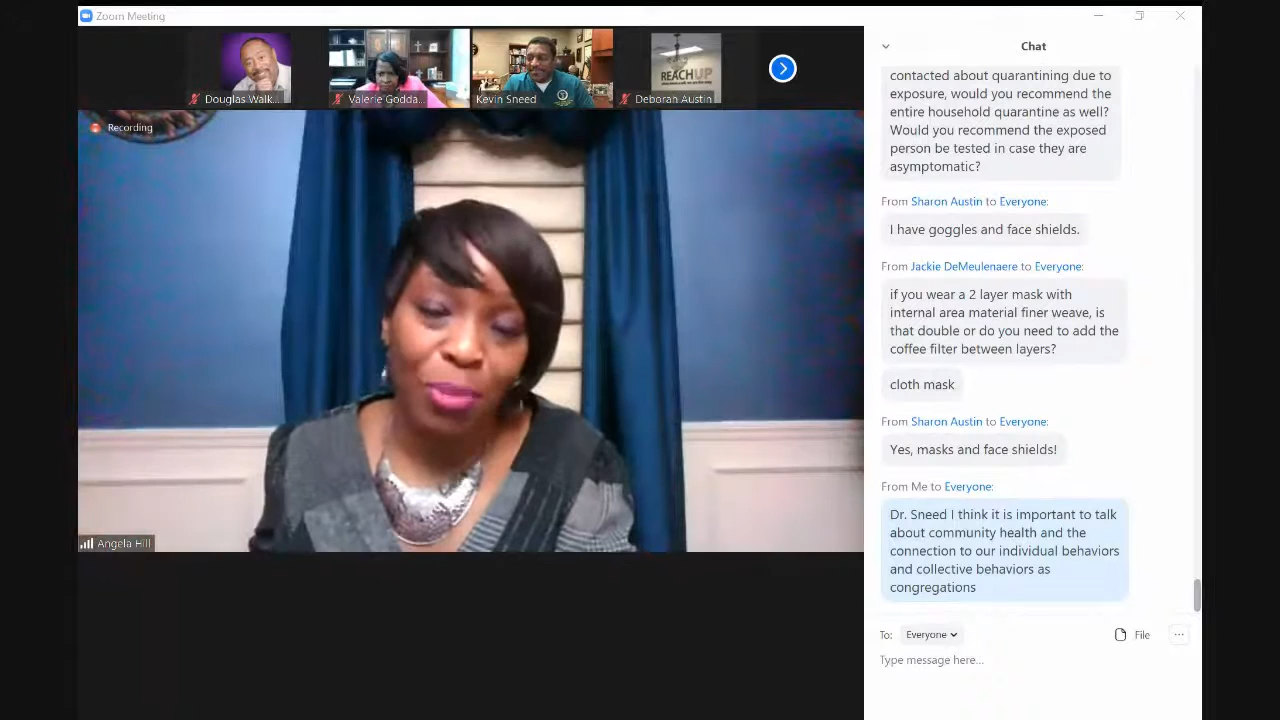 Zoom Meeting
Douglas Walk...
Valerie Godda...
Kevin Sneed
Deborah Austin
REACHUP
Recording
Angela Hill
Chat
contacted about quarantining due to
exposure, would you recommend the
entire household quarantine as well?
Would you recommend the exposed
person be tested in case they are
asymptomatic?
From Sharon Austin to Everyone:
I have goggles and face shields.
From Jackie DeMeulenaere to Everyone:
if you wear a 2 layer mask with
internal area material finer weave, is
that double or do you need to add the
coffee filter between layers?
cloth mask
From Sharon Austin to Everyone:
Yes, masks and face shields!
From Me to Everyone:
Dr. Sneed I think it is important to talk
about community health and the
connection to our individual behaviors
and collective behaviors as
congregations
To: Everyone
File
Type message here...